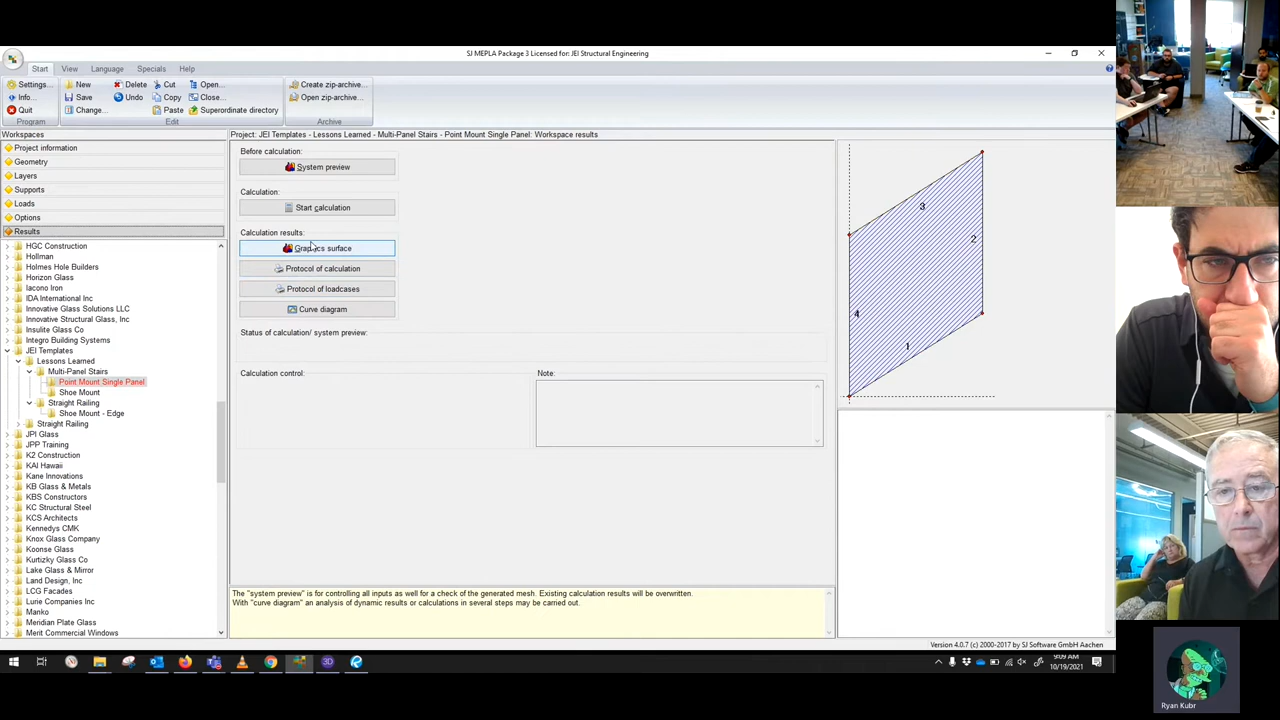 SJ MEPLA Package 3 Licensed for: JEI Structural Engineering
Start View Language Specials Help
Settings... New Delete Cut Open... Create zip-archive...
Info... Save Undo Copy Close... Open zip-archive...
Quit Change... Paste Superordinate directory
Program Edit Archive
Workspaces
Project: JEI Templates - Lessons Learned - Multi-Panel Stairs - Point Mount Single Panel: Workspace results
Project information
Geometry
Layers
Supports
Loads
Options
Results
HGC Construction
Hollman
Holmes Hole Builders
Horizon Glass
Iacono Iron
IDA International Inc
Innovative Glass Solutions LLC
Innovative Structural Glass, Inc
Insulite Glass Co
Integro Building Systems
JEI Templates
Lessons Learned
Multi-Panel Stairs
Point Mount Single Panel
Shoe Mount
Straight Railing
Shoe Mount - Edge
Straight Railing
JPI Glass
JPP Training
K2 Construction
KAI Hawaii
Kane Innovations
KB Glass & Metals
KBS Constructors
KC Structural Steel
KCS Architects
Kennedys CMK
Knox Glass Company
Koonse Glass
Kurtizky Glass Co
Lake Glass & Mirror
Land Design, Inc
LCG Facades
Lurie Companies Inc
Manko
Meridian Plate Glass
Merit Commercial Windows
Before calculation:
System preview
Calculation:
Start calculation
Calculation results:
Graphics surface
Protocol of calculation
Protocol of loadcases
Curve diagram
Status of calculation/ system preview:
Calculation control:
Note:
3
2
4
1
The "system preview" is for controlling all inputs as well for a check of the generated mesh. Existing calculation results will be overwritten.
With "curve diagram" an analysis of dynamic results or calculations in several steps may be carried out.
Version 4.0.7 (c) 2000-2017 by SJ Software GmbH Aachen
9:09 AM
10/19/2021
Ryan Kubr